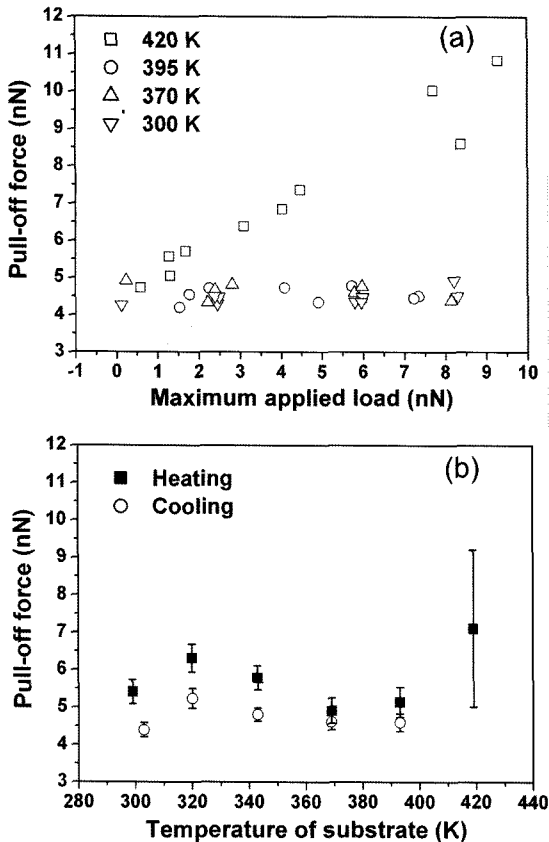 12
11
10
9
8
7
6
5
4
3
Pull-off force (nN)
(a)
420 K
395 K
370 K
300 K
-1 0 1 2 3 4 5 6 7 8 9 10
Maximum applied load (nN)
12
11
10
9
8
7
6
5
4
3
Pull-off force (nN)
(b)
Heating
Cooling
280 300 320 340 360 380 400 420 440
Temperature of substrate (K)